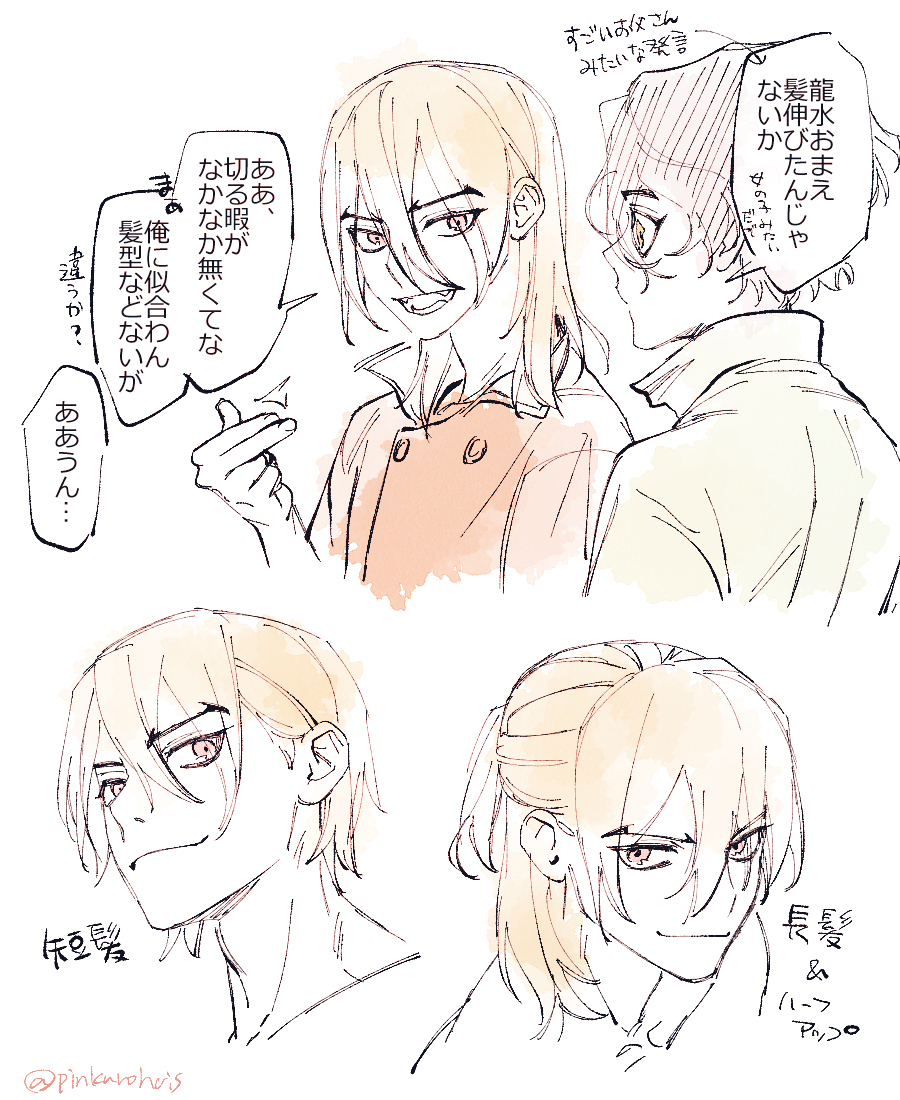 すごいお父さん
みたいな発言
龍水おまえ
髪伸びたんじゃ
ないか
女の子みたい
だぞ
ああ、
切る暇が
なかなか無くてな
まぁ
俺に似合わん
髪型などないが
違うか?
ああうん…
短髪
長髪
&
ハーフ
アップ
@pinkuroheis